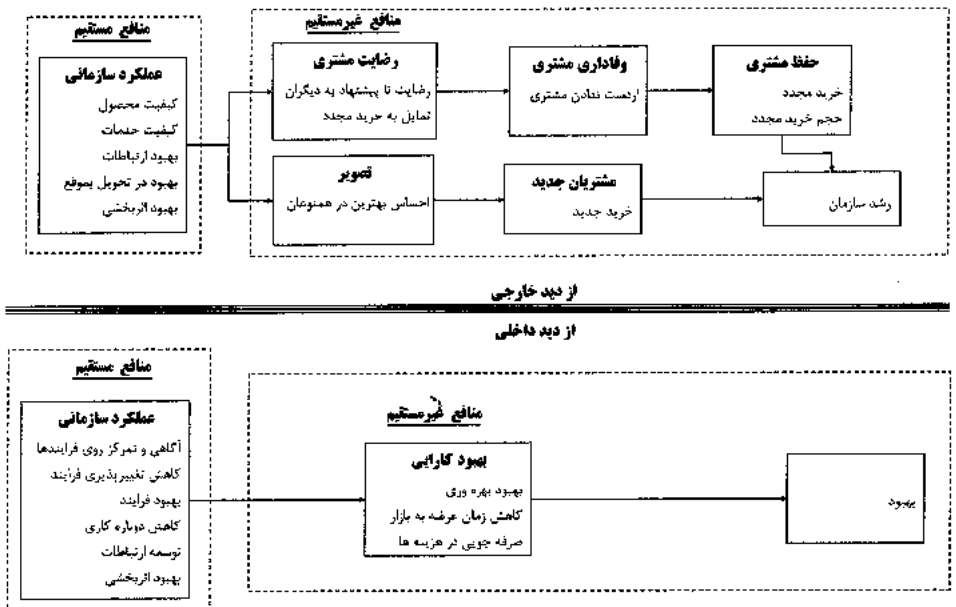 منافع مستقیم
عملکرد سازمانی
کیفیت محصول
کیفیت خدمات
بهبود ارتباطات
بهبود در تحویل بموقع
بهبود اثربخشی
منافع غیرمستقیم
رضایت مشتری
رضایت تا پیشنهاد به دیگران
تمایل به خرید مجدد
وفاداری مشتری
ازدست ندادن مشتری
حفظ مشتری
خرید مجدد
حجم خرید مجدد
تصویر
احساس بهترین در همنوعان
مشتریان جدید
خرید جدید
رشد سازمان
از دید خارجی
از دید داخلی
منافع مستقیم
عملکرد سازمانی
آگاهی و تمرکز روی فرایندها
کاهش تغییرپذیری فرایند
بهبود فرایند
کاهش دوباره کاری
توسعه ارتباطات
بهبود اثربخشی
منافع غیرمستقیم
بهبود کارایی
بهبود بهره وری
کاهش زمان عرضه به بازار
صرفه جویی در هزینه ها
بهبود